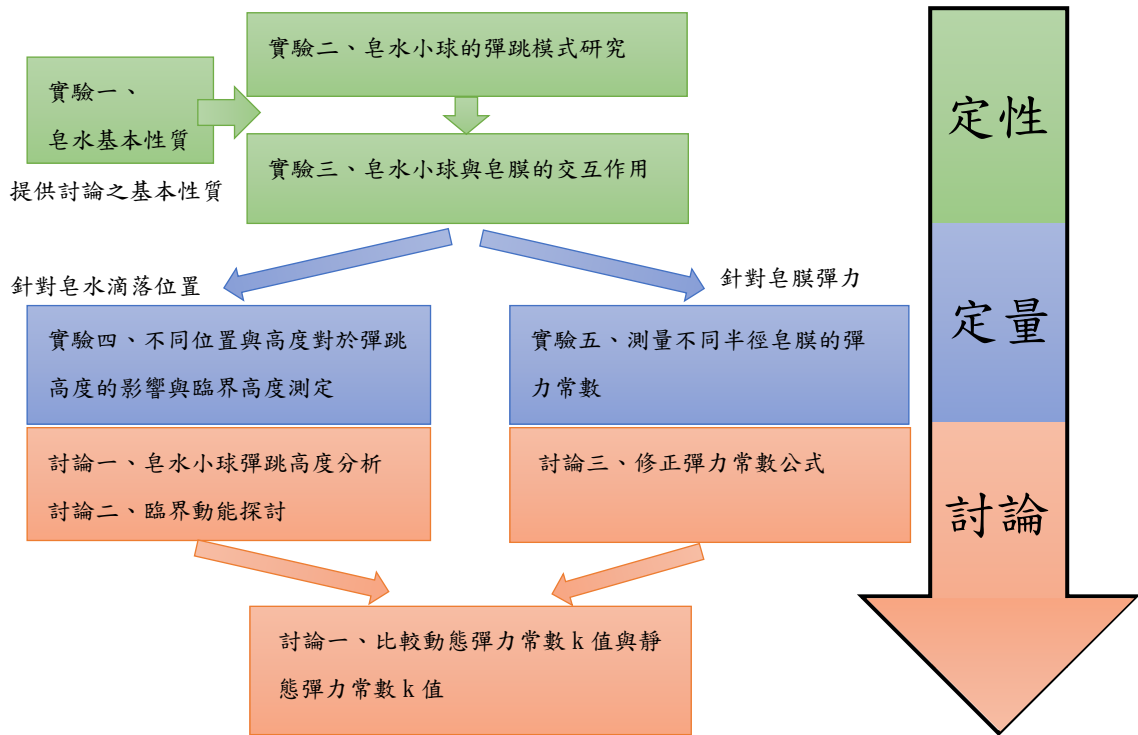 實驗二、皂水小球的彈跳模式研究
實驗一、
皂水基本性質
提供討論之基本性質
實驗三、皂水小球與皂膜的交互作用
定性
針對皂水滴落位置
針對皂膜彈力
實驗四、不同位置與高度對於彈跳
高度的影響與臨界高度測定
實驗五、測量不同半徑皂膜的彈
力常數
定量
討論一、皂水小球彈跳高度分析
討論二、臨界動能探討
討論三、修正彈力常數公式
討論
討論一、比較動態彈力常數 k 值與靜
態彈力常數 k 值